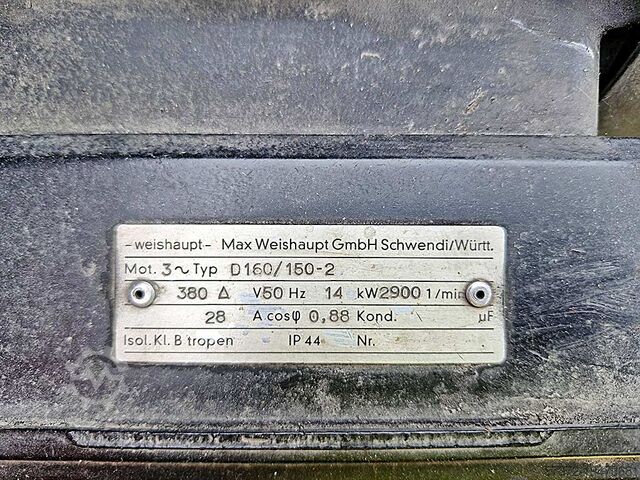 -weishaupt- Max Weishaupt GmbH Schwendi/Württ.
Mot. 3~Typ D160/150-2
380 Δ V50 Hz 14 kW2900 1/min
28 A cosφ 0,88 Kond. µF
Isol.Kl.B tropen IP 44 Nr.